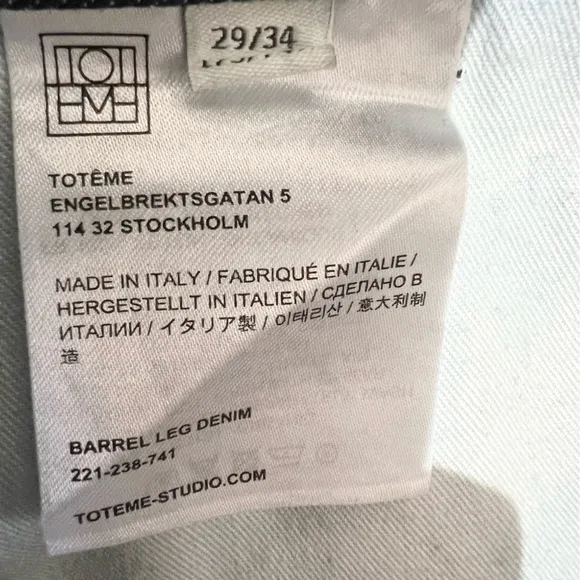 29/34
TOTÊME
ENGELBREKTSGATAN 5
114 32 STOCKHOLM
MADE IN ITALY / FABRIQUÉ EN ITALIE /
HERGESTELLT IN ITALIEN / СДЕЛАНО В
ИТАЛИИ / イタリア製 / 이태리산 / 意大利制
造
BARREL LEG DENIM
221-238-741
TOTEME-STUDIO.COM